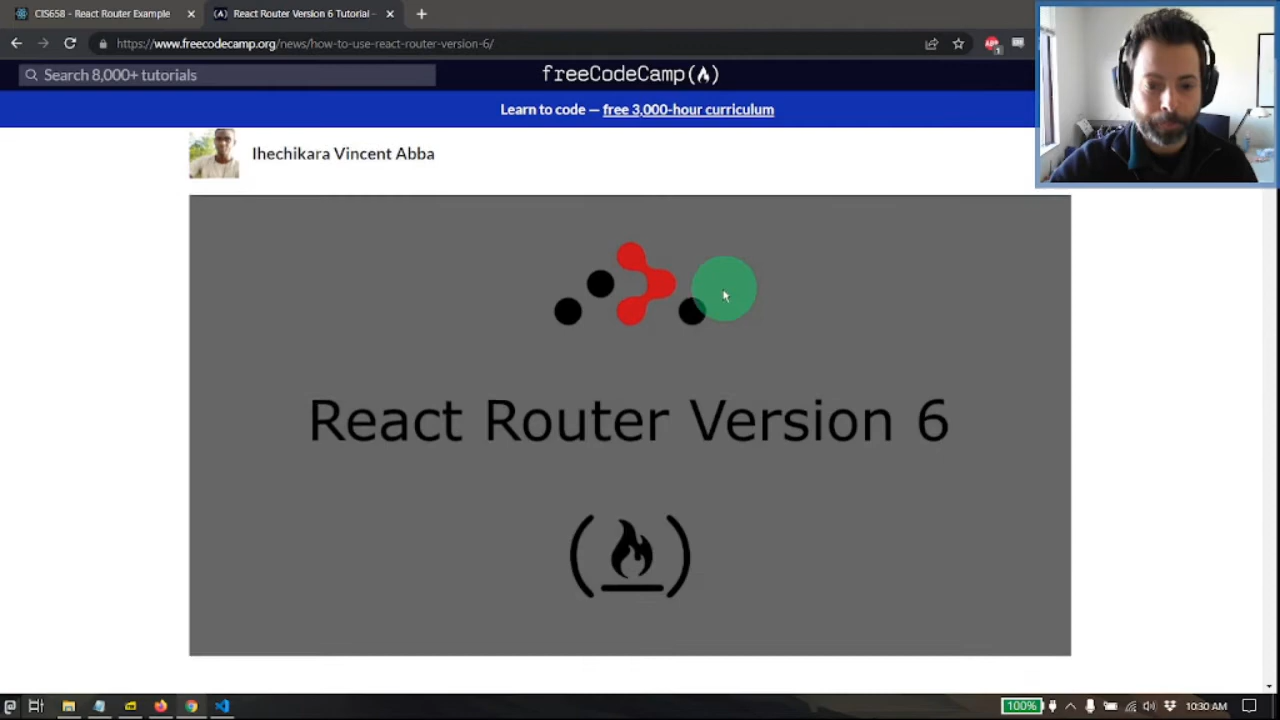 CIS658 - React Router Example
React Router Version 6 Tutorial –
https://www.freecodecamp.org/news/how-to-use-react-router-version-6/
Search 8,000+ tutorials
freeCodeCamp
Learn to code — free 3,000-hour curriculum
Ihechikara Vincent Abba
React Router Version 6
100%
10:30 AM